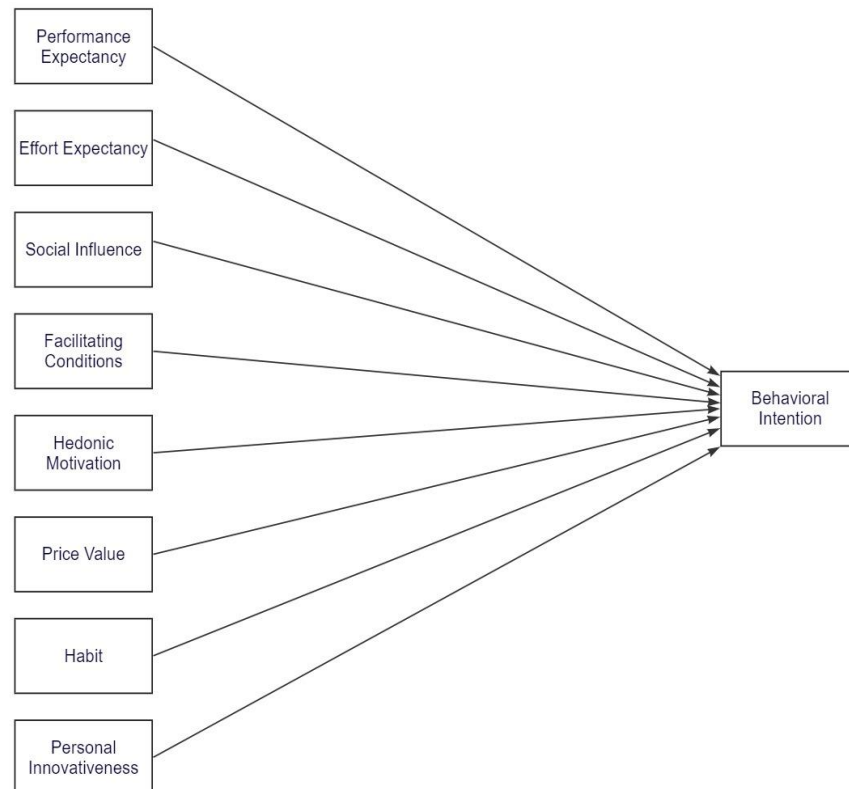 Performance
Expectancy
Effort Expectancy
Social Influence
Facilitating
Conditions
Hedonic
Motivation
Price Value
Habit
Personal
Innovativeness
Behavioral
Intention